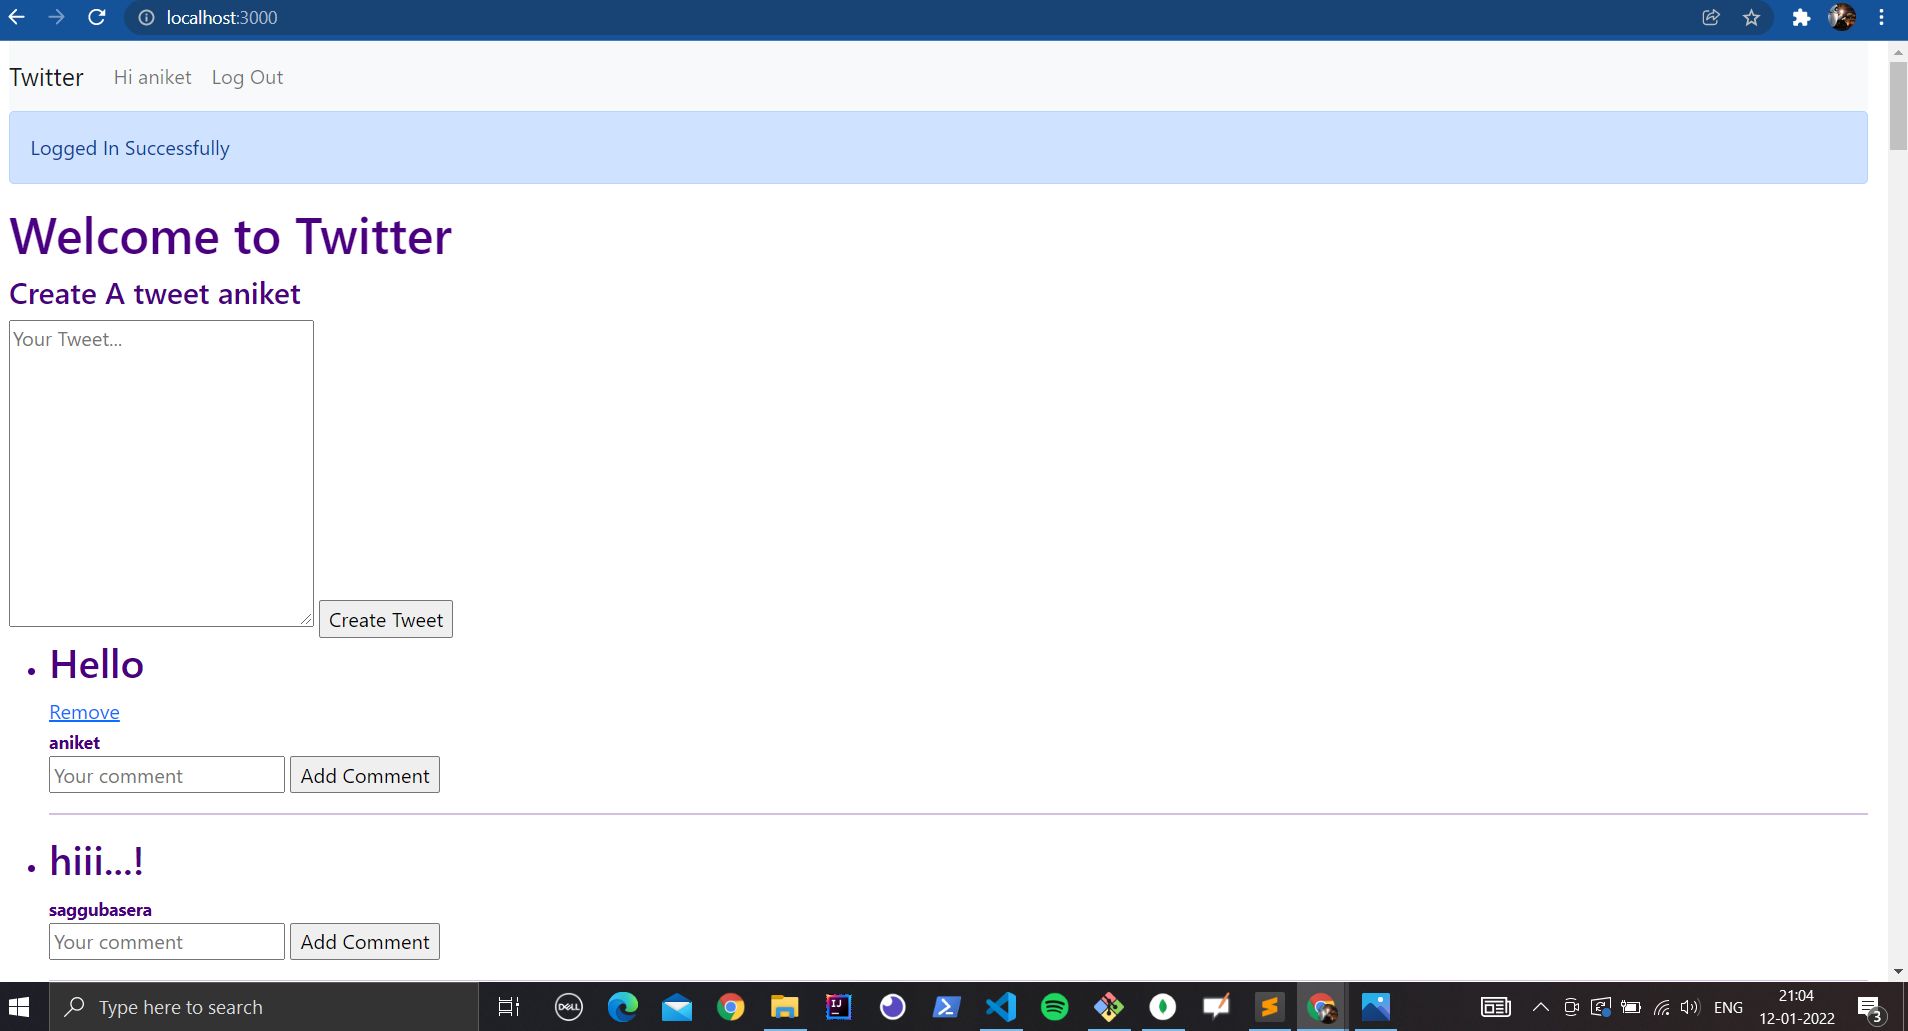 localhost:3000
Twitter Hi aniket Log Out
Logged In Successfully
Welcome to Twitter
Create A tweet aniket
Your Tweet...
Create Tweet
Hello
Remove
aniket
Your comment Add Comment
hiii...!
saggubasera
Your comment Add Comment
Type here to search
DELL
IJ
ENG
21:04
12-01-2022
3